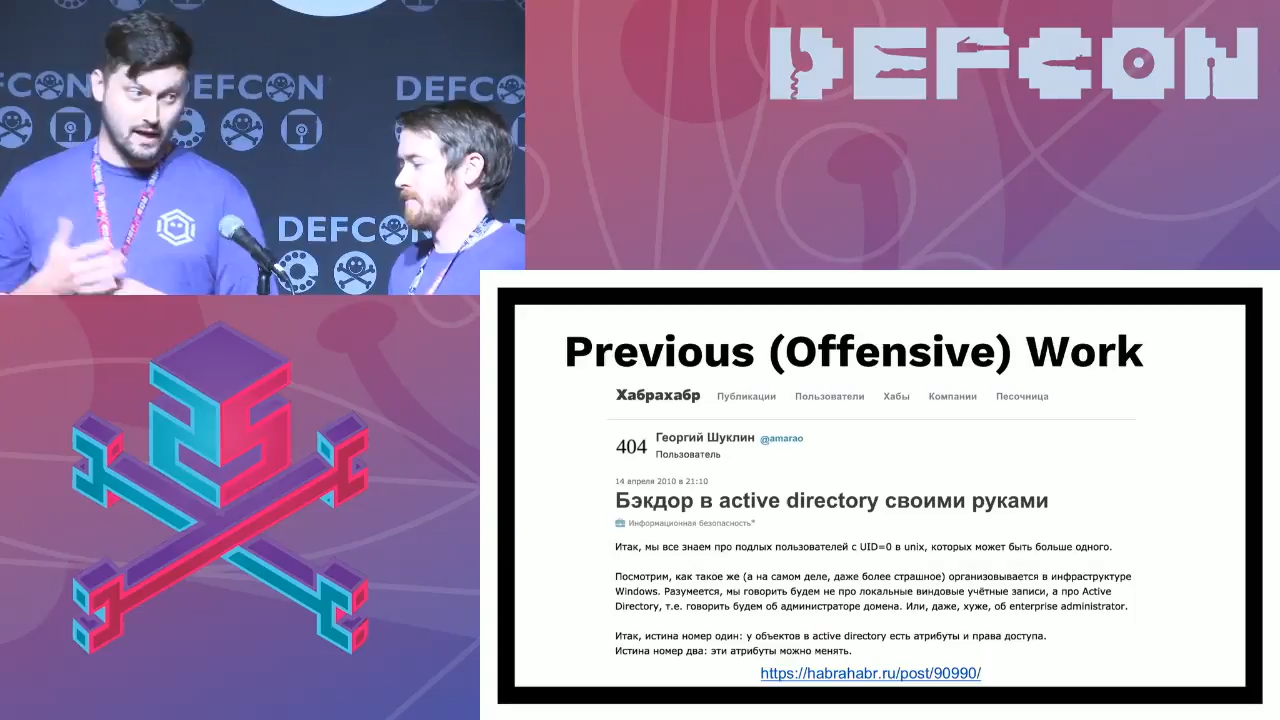 DEFCON
DEFCON
DEFCON
DEFCON
DEFCON
Previous (Offensive) Work
Хабрахабр Публикации Пользователи Хабы Компании Песочница
404 Георгий Шуклин @amarao
Пользователь
14 апреля 2010 в 21:10
Бэкдор в active directory своими руками
Информационная безопасность*
Итак, мы все знаем про подлых пользователей с UID=0 в unix, которых может быть больше одного.
Посмотрим, как такое же (а на самом деле, даже более страшное) организовывается в инфраструктуре
Windows. Разумеется, мы говорить будем не про локальные виндовые учётные записи, а про Active
Directory, т.е. говорить будем об администраторе домена. Или, даже, хуже, об enterprise administrator.
Итак, истина номер один: у объектов в active directory есть атрибуты и права доступа.
Истина номер два: эти атрибуты можно менять.
https://habrahabr.ru/post/90990/